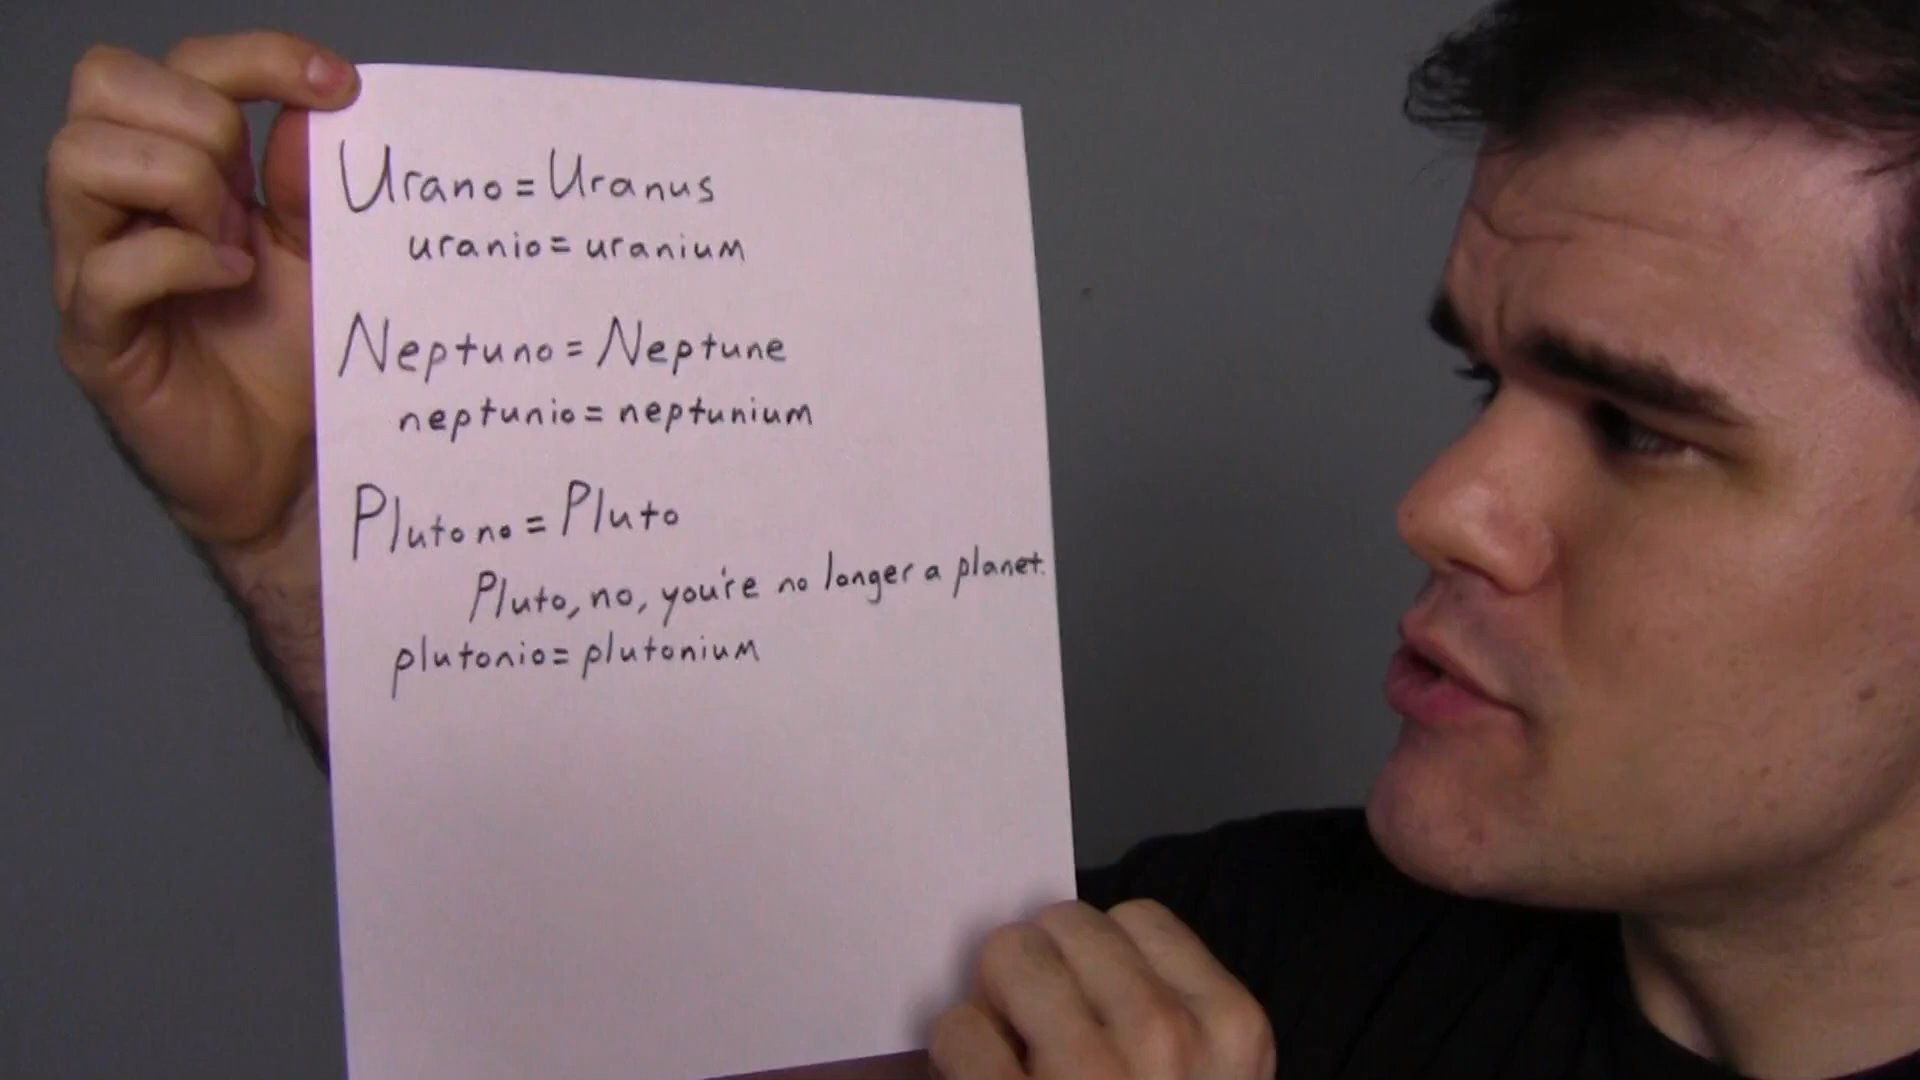 Urano = Uranus
uranio = uranium
Neptuno = Neptune
neptunio = neptunium
Plutono = Pluto
Pluto, no, you're no longer a planet.
plutonio = plutonium